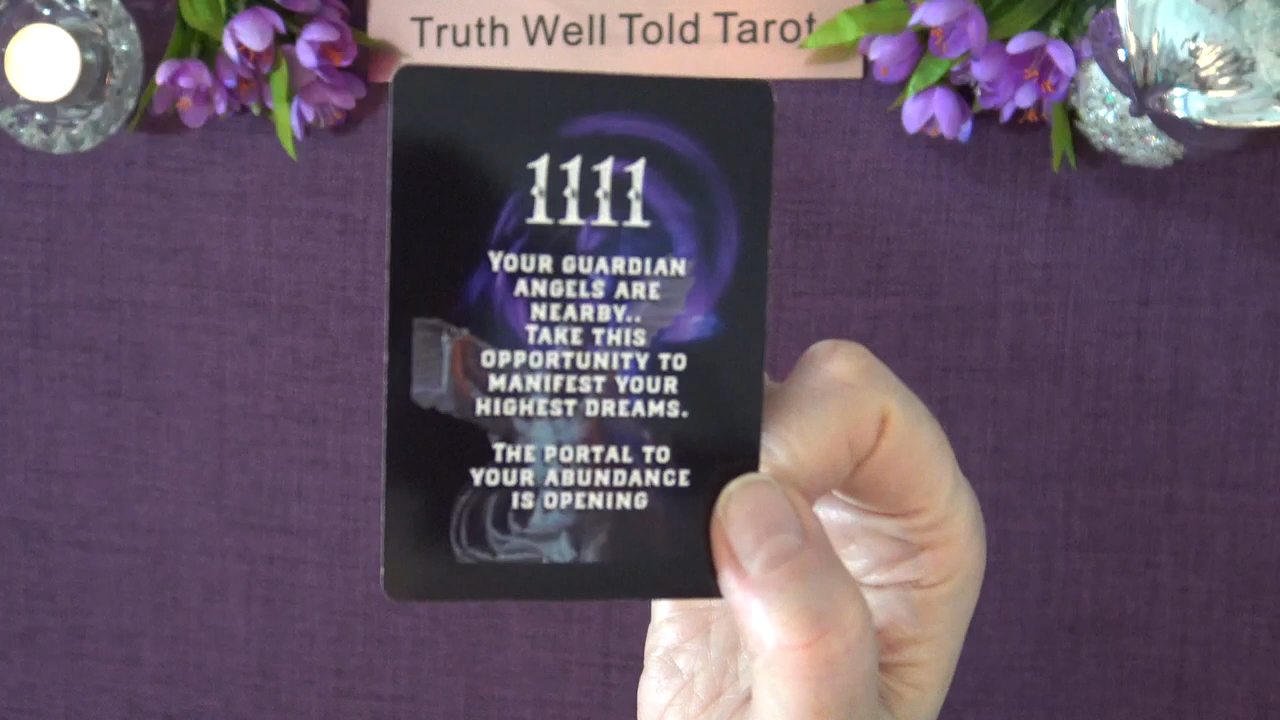 Truth Well Told Tarot
1111
YOUR GUARDIAN
ANGELS ARE
NEARBY..
TAKE THIS
OPPORTUNITY TO
MANIFEST YOUR
HIGHEST DREAMS.
THE PORTAL TO
YOUR ABUNDANCE
IS OPENING